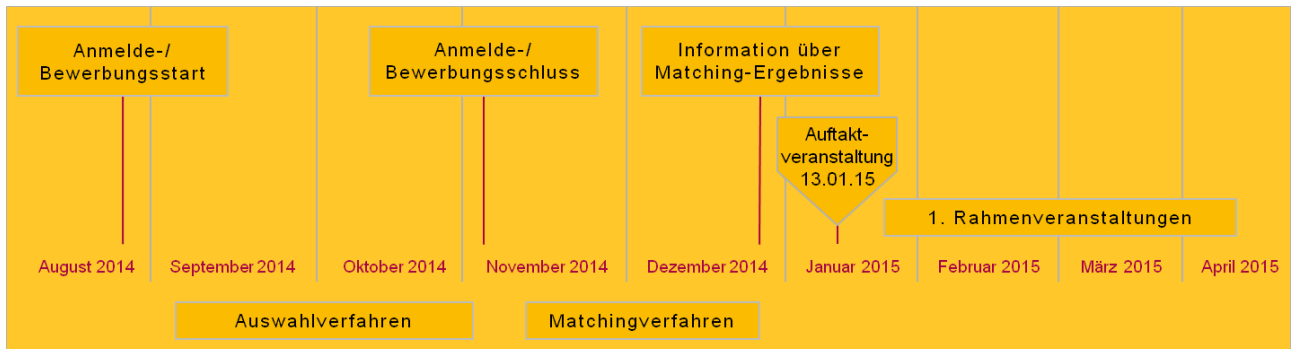 Anmelde-/
Bewerbungsstart
Anmelde-/
Bewerbungsschluss
Information über
Matching-Ergebnisse
Auftakt-
veranstaltung
13.01.15
1. Rahmenveranstaltungen
August 2014
September 2014
Oktober 2014
November 2014
Dezember 2014
Januar 2015
Februar 2015
März 2015
April 2015
Auswahlverfahren
Matchingverfahren